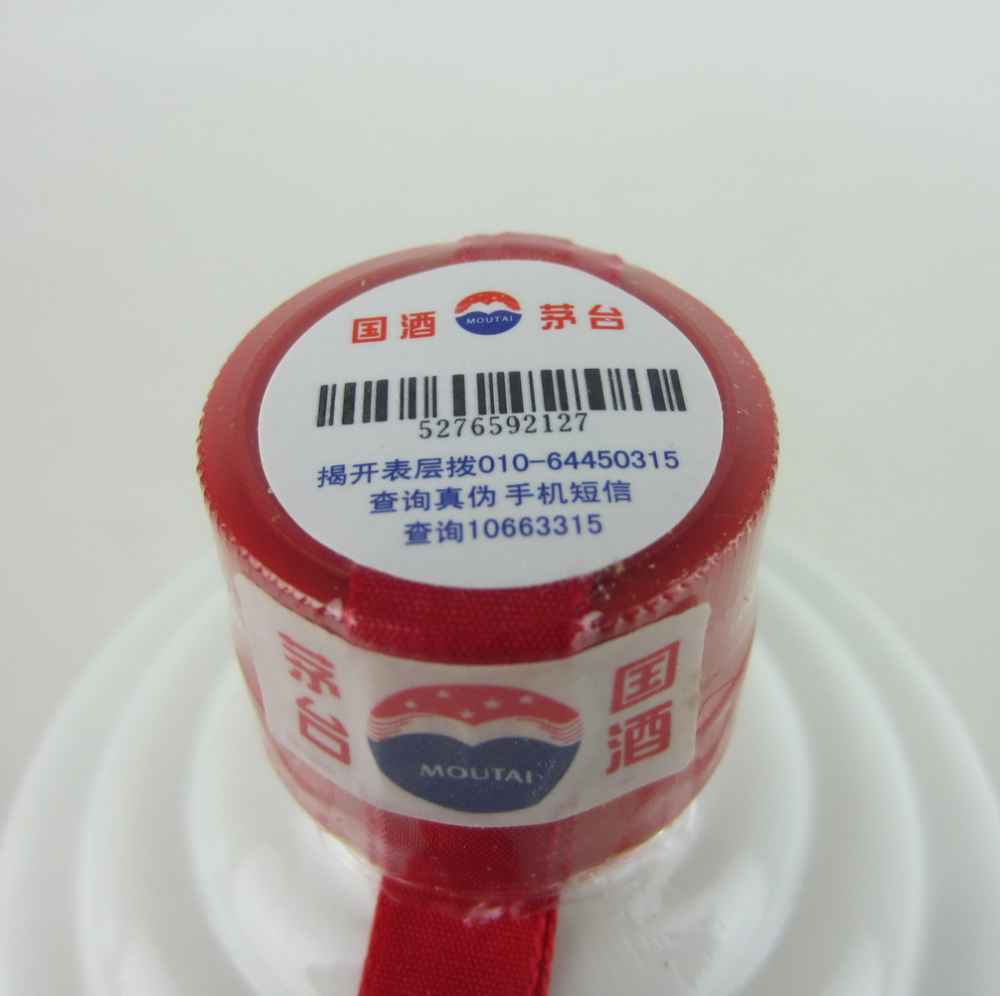 国酒 MOUTAI 茅台
5276592127
揭开表层拨010-64450315
查询真伪 手机短信
查询10663315
茅台 MOUTAI 国酒